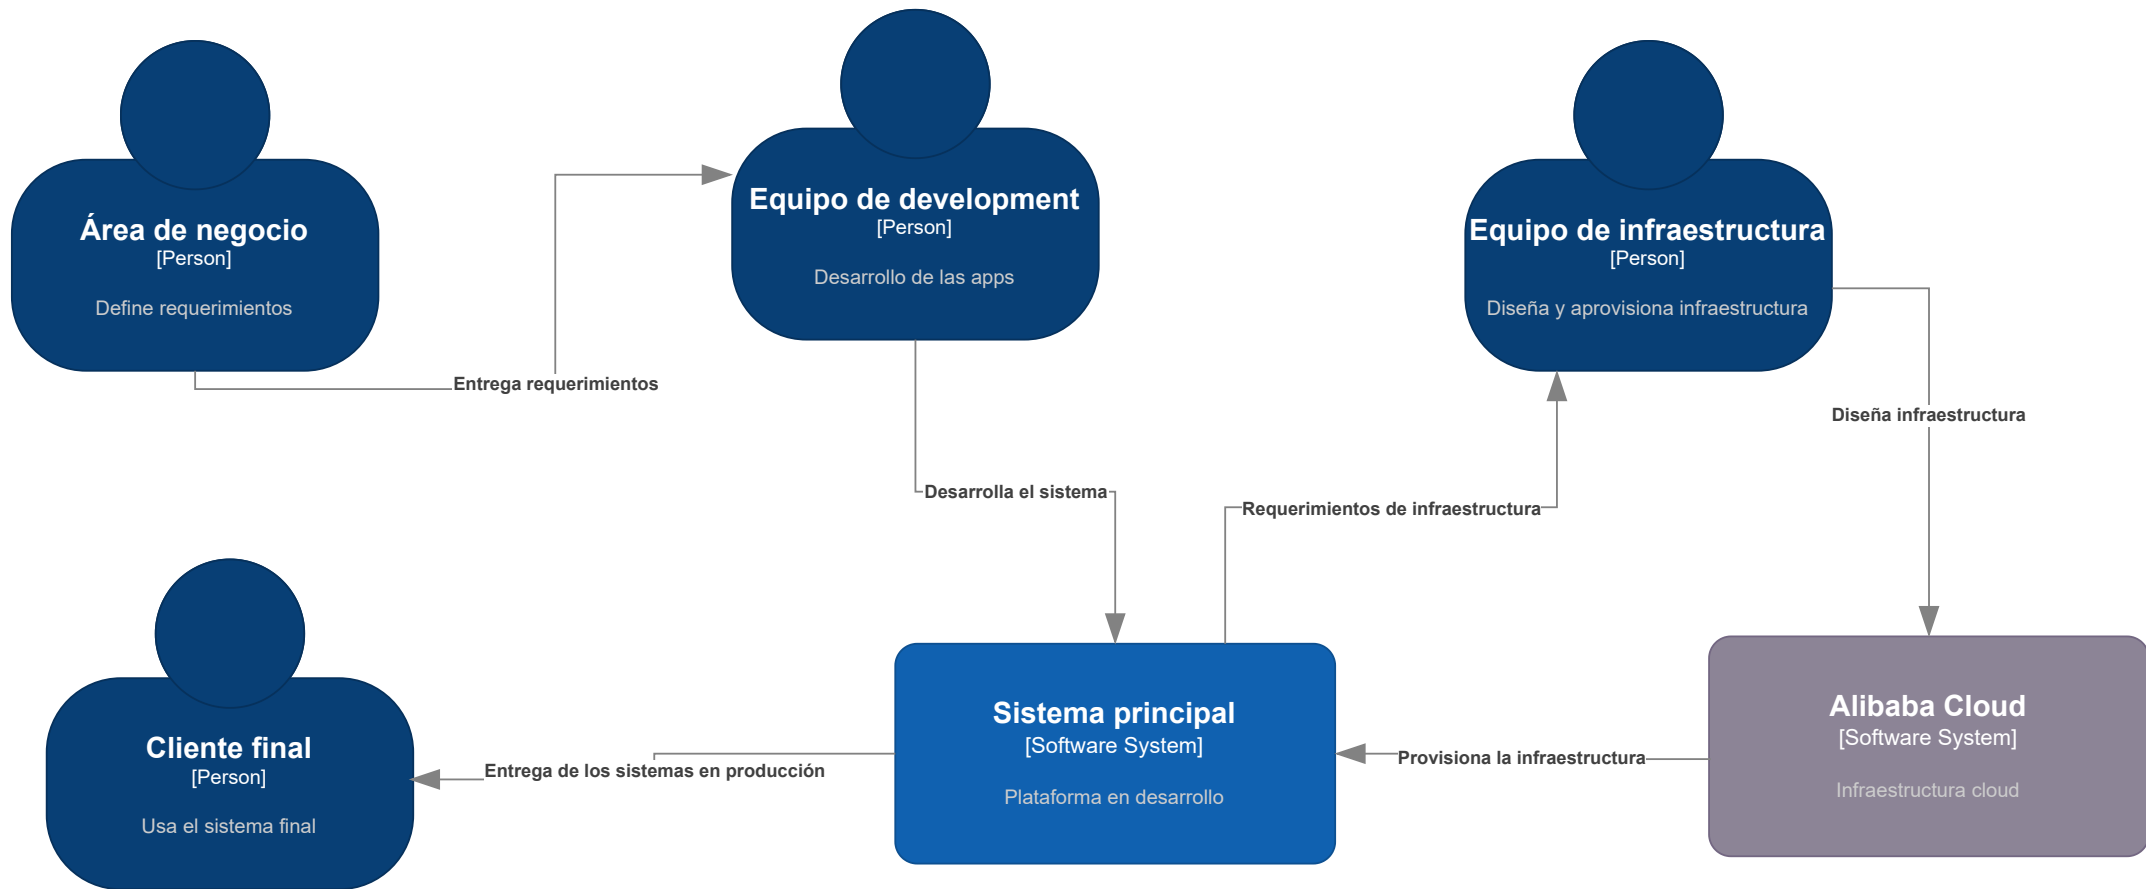 Área de negocio
[Person]
Define requerimientos
Equipo de development
[Person]
Desarrollo de las apps
Equipo de infraestructura
[Person]
Diseña y aprovisiona infraestructura
Entrega requerimientos
Diseña infraestructura
Desarrolla el sistema
Requerimientos de infraestructura
Cliente final
[Person]
Usa el sistema final
Entrega de los sistemas en producción
Sistema principal
[Software System]
Plataforma en desarrollo
Provisiona la infraestructura
Alibaba Cloud
[Software System]
Infraestructura cloud